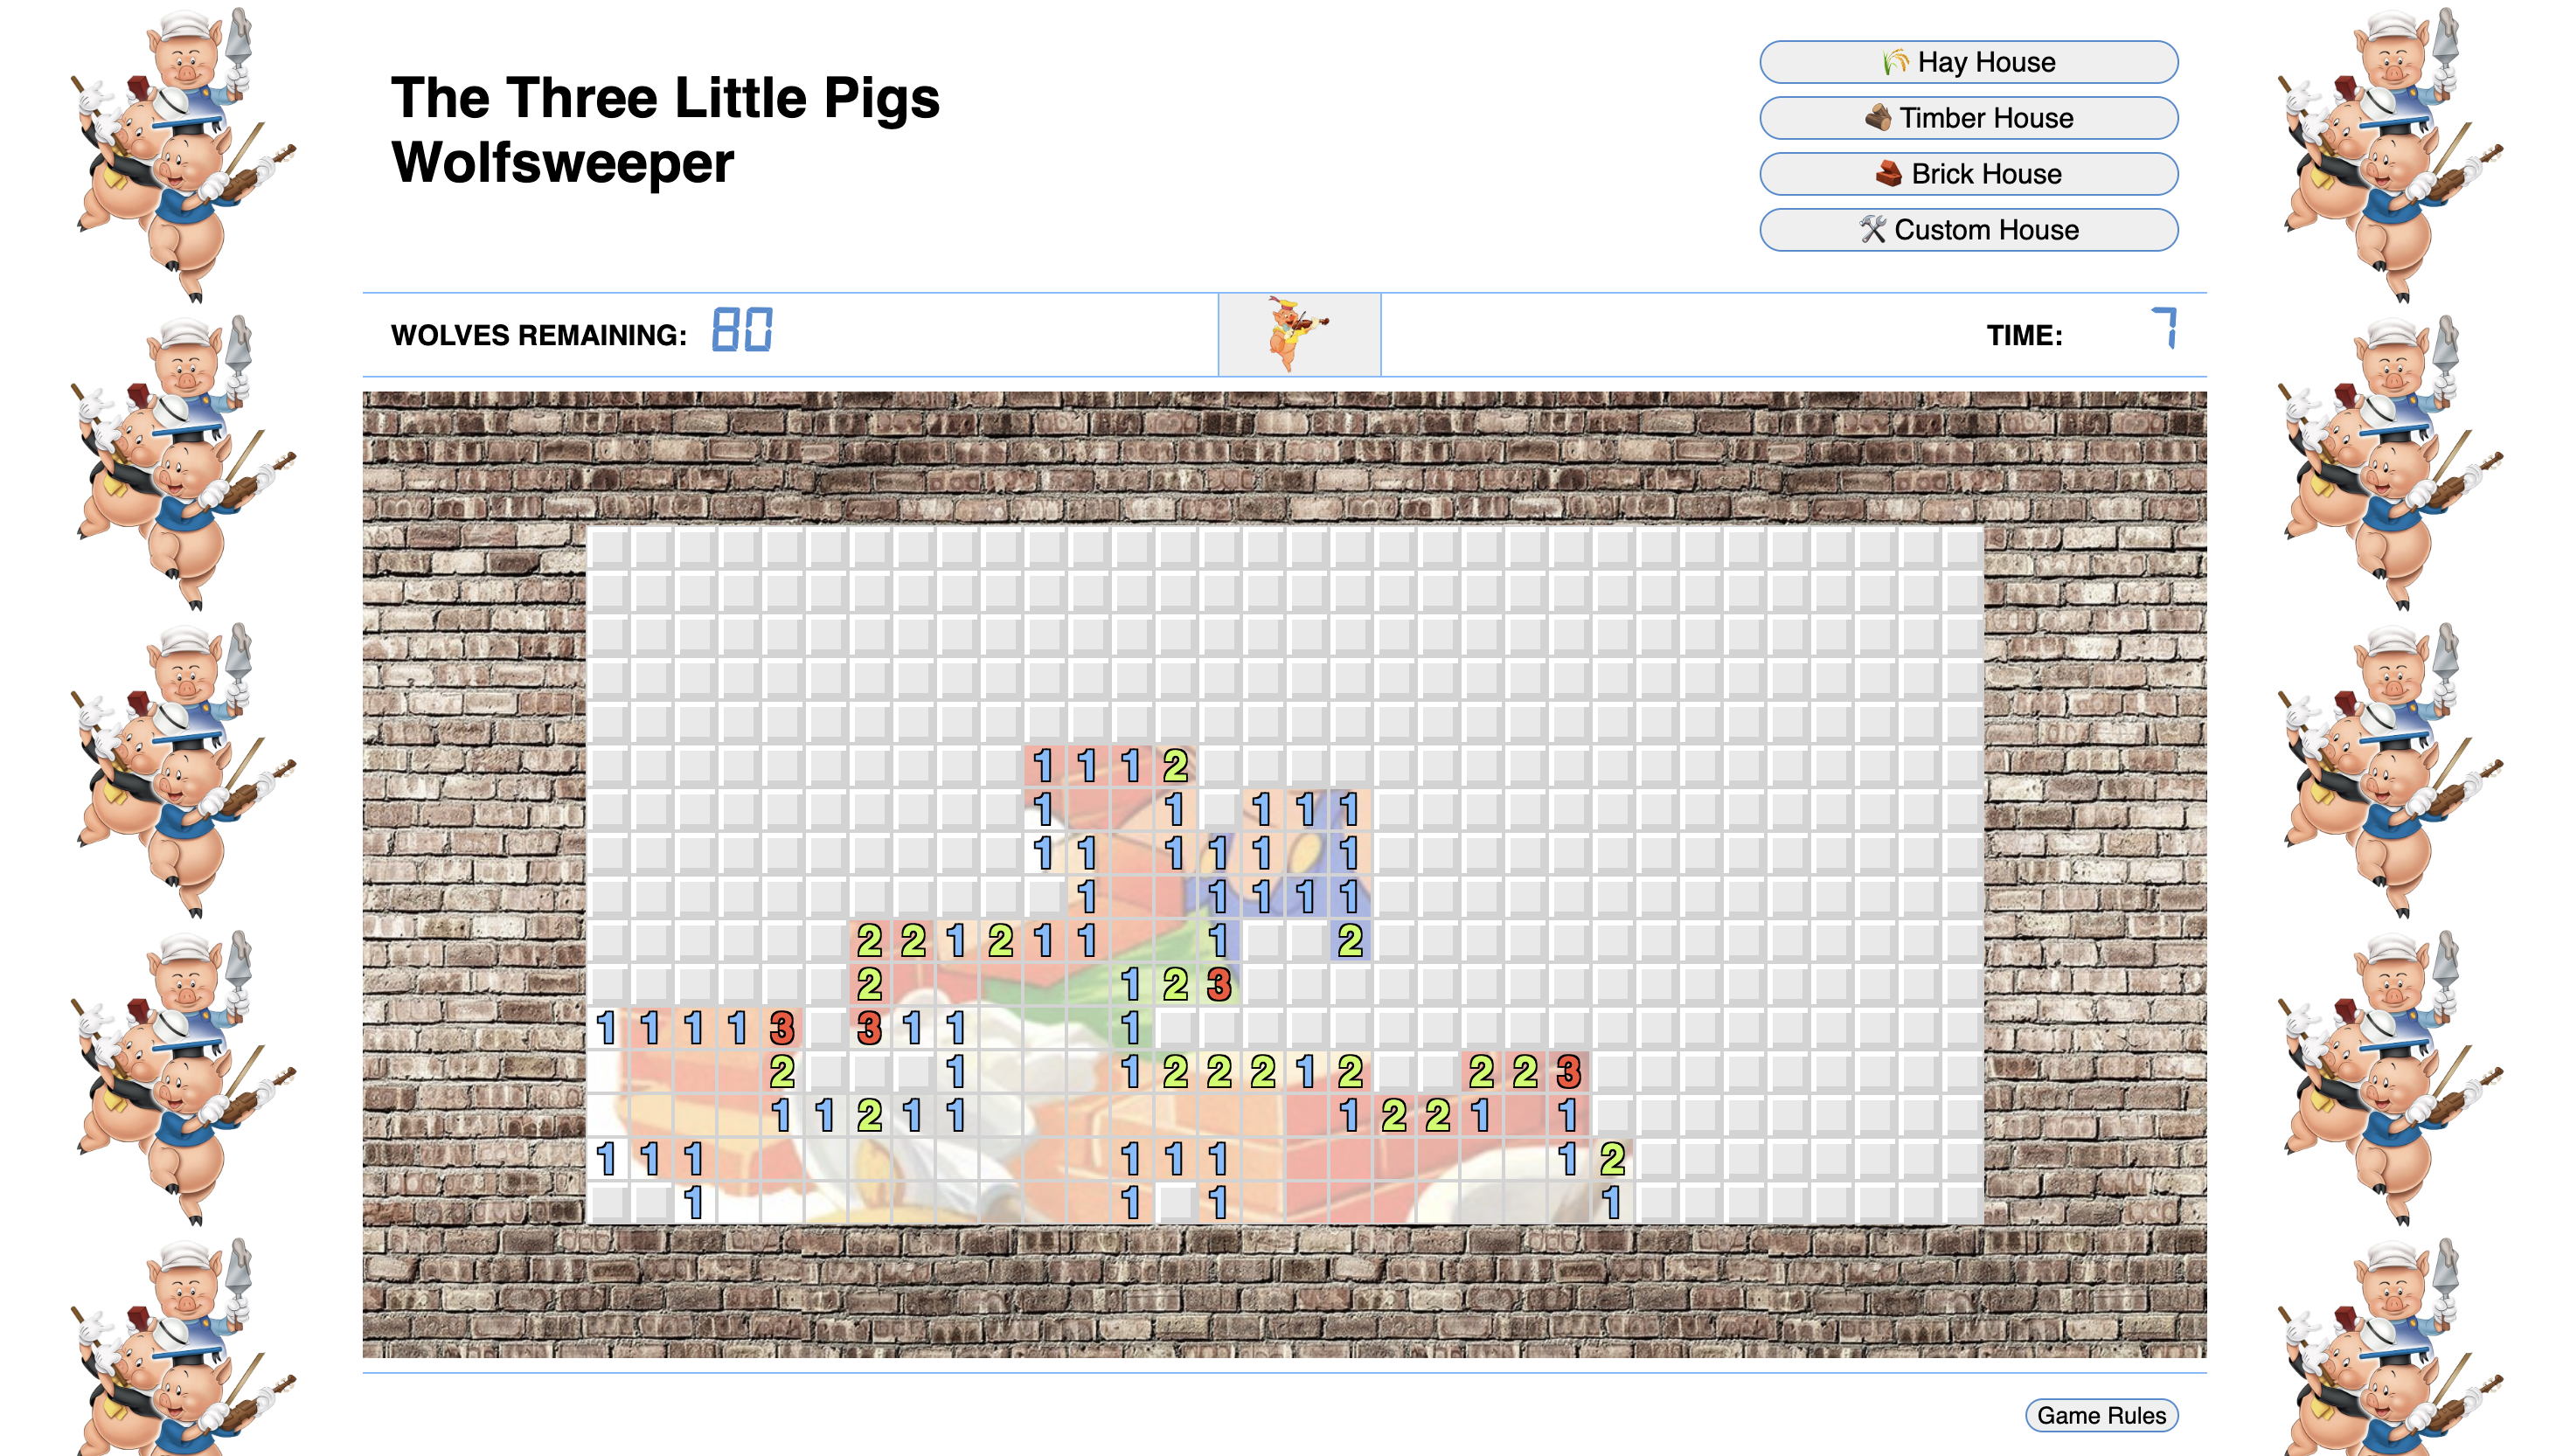 The Three Little Pigs
Wolfsweeper
🌾 Hay House
🪵 Timber House
🧱 Brick House
🛠 Custom House
WOLVES REMAINING: 80
TIME: 7
1 1 1 2
1 1 1 1 1
1 1 1 1 1 1
1 1 1 1 1
2 2 1 2 1 1 1 2
2 1 2 3
1 1 1 1 3 3 1 1 1
2 1 1 2 2 2 1 2 2 2 3
1 1 2 1 1 1 2 2 1 1
1 1 1 1 1 1 1 2
1 1 1 1
Game Rules